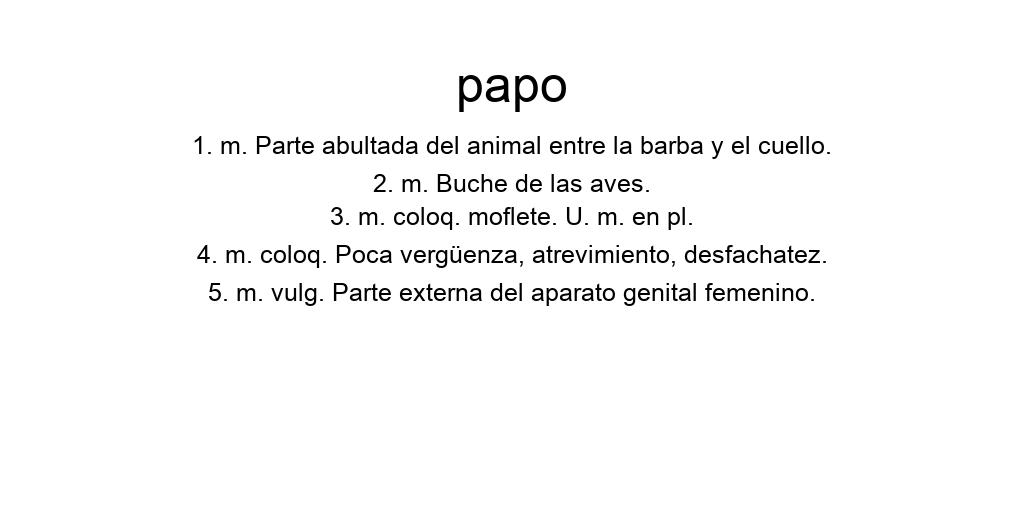 papo
1. m. Parte abultada del animal entre la barba y el cuello.
2. m. Buche de las aves.
3. m. coloq. moflete. U. m. en pl.
4. m. coloq. Poca vergüenza, atrevimiento, desfachatez.
5. m. vulg. Parte externa del aparato genital femenino.